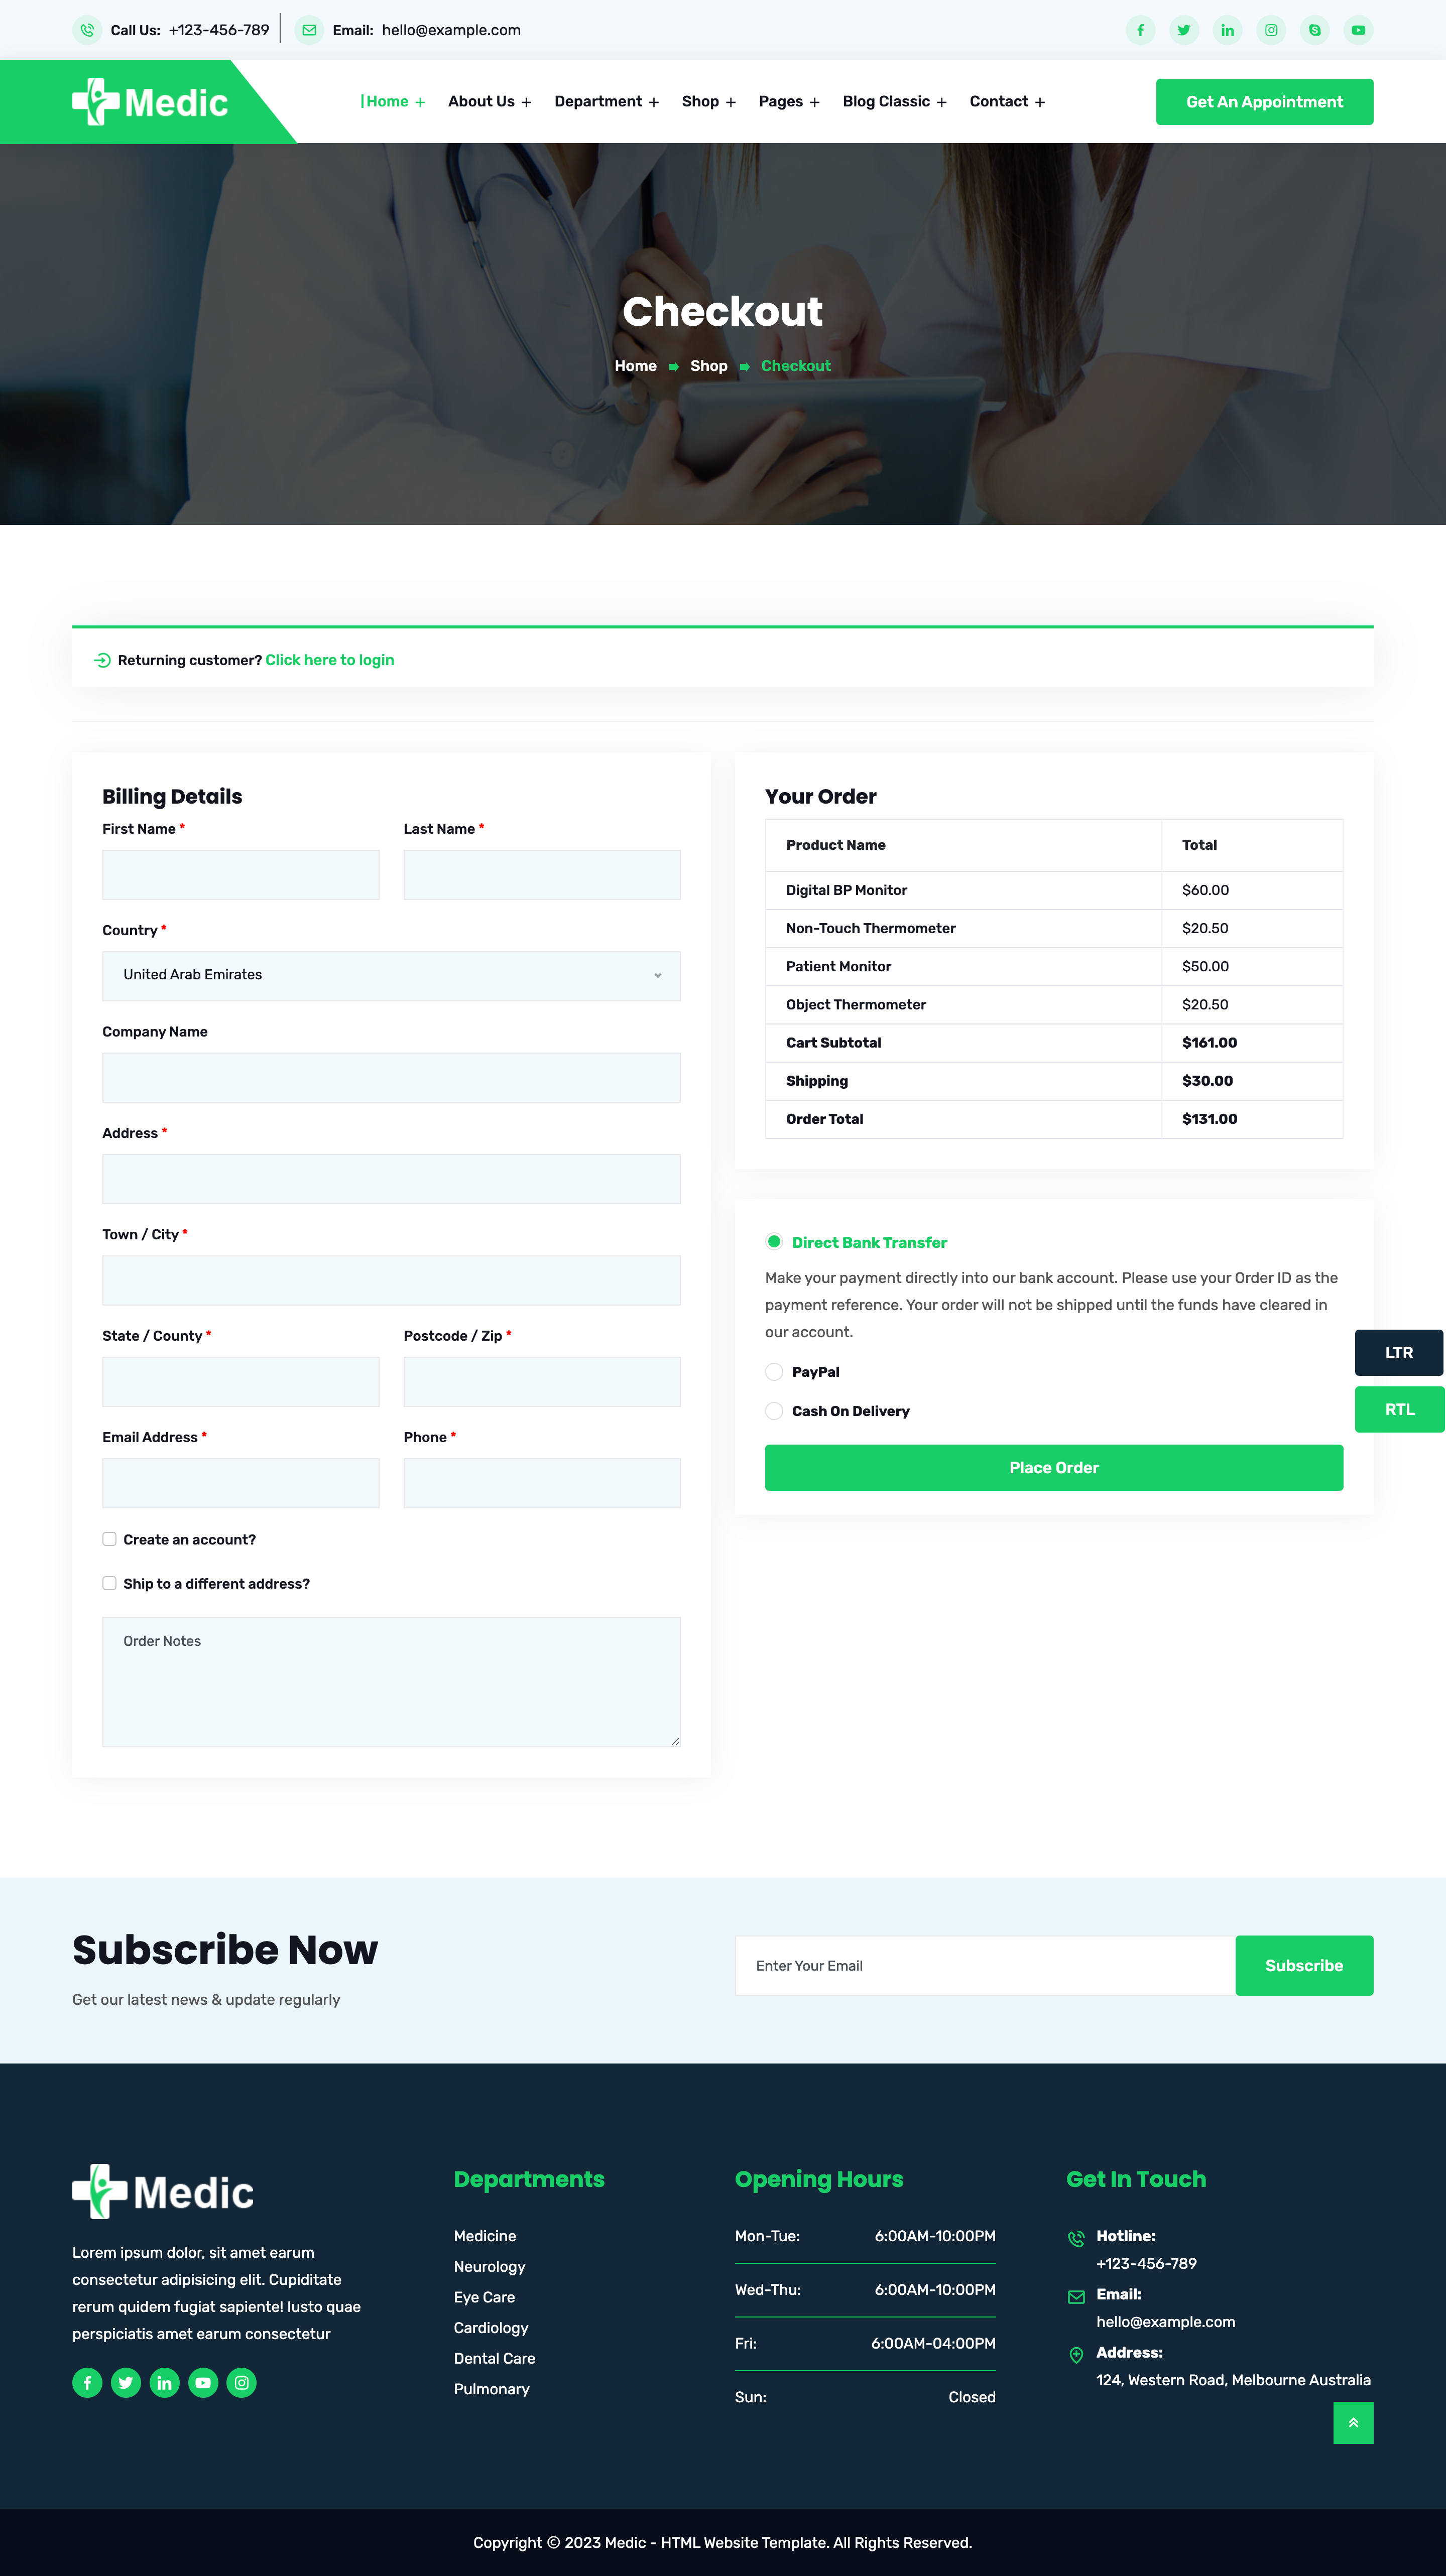 Call Us: +123-456-789 Email: hello@example.com
Medic
Home + About Us + Department + Shop + Pages + Blog Classic + Contact +
Get An Appointment
Checkout
Home Shop Checkout
Returning customer? Click here to login
Billing Details
First Name * Last Name *
Country *
United Arab Emirates
Company Name
Address *
Town / City *
State / County * Postcode / Zip *
Email Address * Phone *
Create an account?
Ship to a different address?
Order Notes
Your Order
Product Name Total
Digital BP Monitor $60.00
Non-Touch Thermometer $20.50
Patient Monitor $50.00
Object Thermometer $20.50
Cart Subtotal $161.00
Shipping $30.00
Order Total $131.00
Direct Bank Transfer
Make your payment directly into our bank account. Please use your Order ID as the
payment reference. Your order will not be shipped until the funds have cleared in
our account.
PayPal
Cash On Delivery
Place Order
LTR
RTL
Subscribe Now
Get our latest news & update regularly
Enter Your Email
Subscribe
Medic
Lorem ipsum dolor, sit amet earum
consectetur adipisicing elit. Cupiditate
rerum quidem fugiat sapiente! Iusto quae
perspiciatis amet earum consectetur
Departments
Medicine
Neurology
Eye Care
Cardiology
Dental Care
Pulmonary
Opening Hours
Mon-Tue: 6:00AM-10:00PM
Wed-Thu: 6:00AM-10:00PM
Fri: 6:00AM-04:00PM
Sun: Closed
Get In Touch
Hotline:
+123-456-789
Email:
hello@example.com
Address:
124, Western Road, Melbourne Australia
Copyright © 2023 Medic - HTML Website Template. All Rights Reserved.